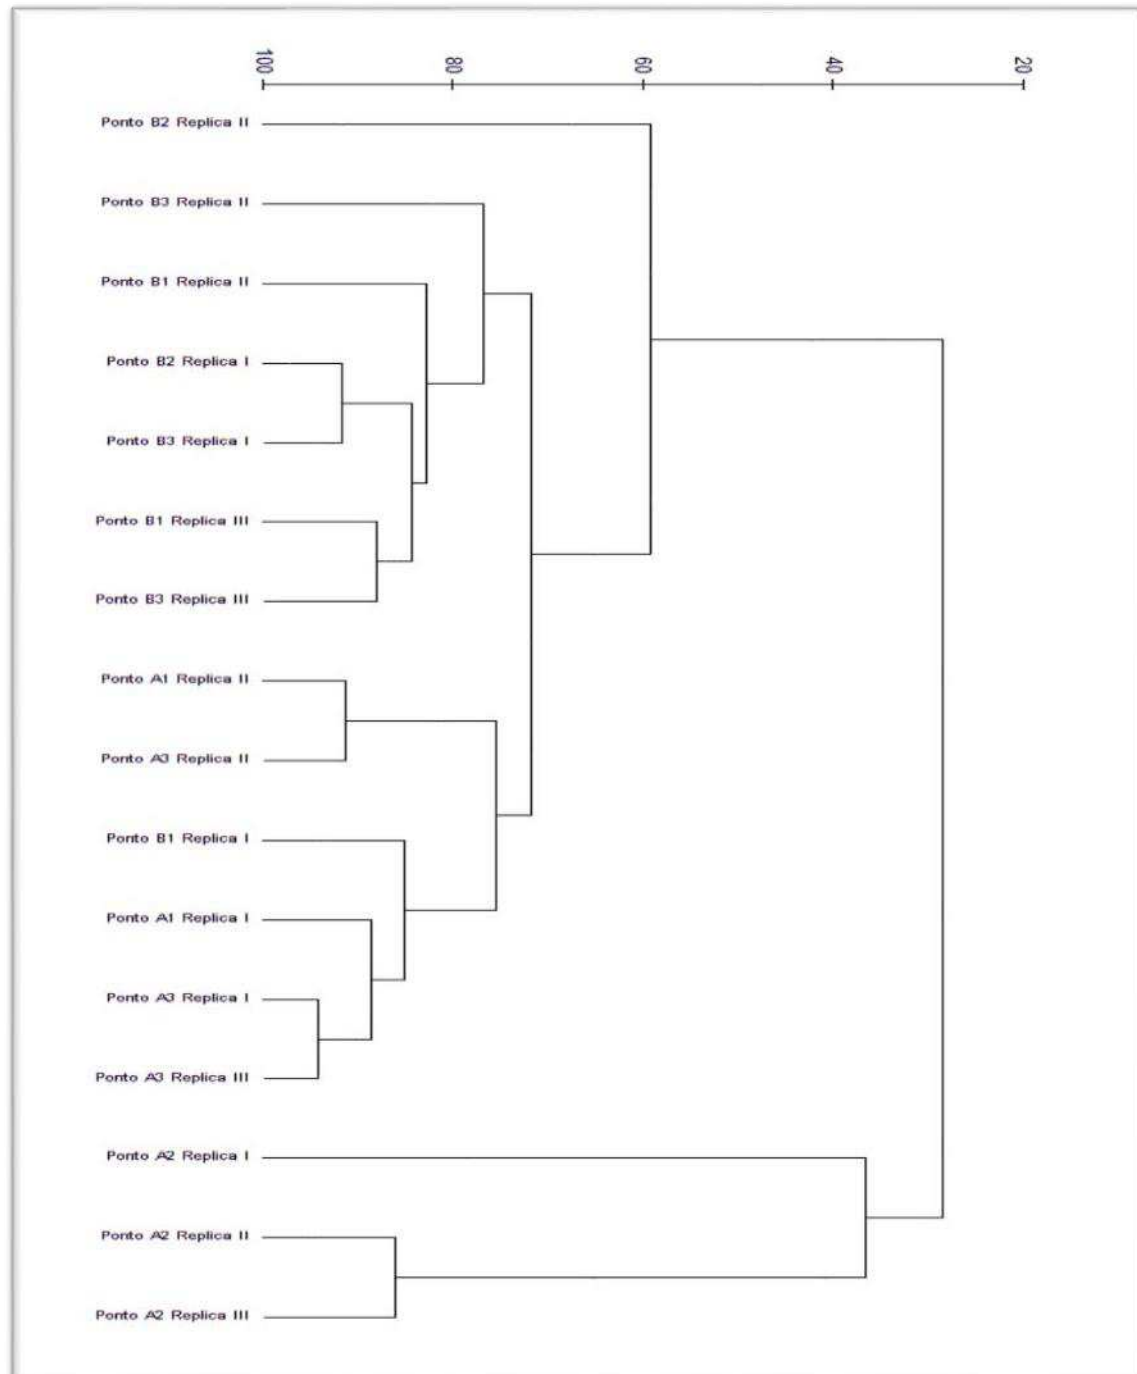 100 80 60 40 20
Ponto B2 Replica II
Ponto B3 Replica II
Ponto B1 Replica II
Ponto B2 Replica I
Ponto B3 Replica I
Ponto B1 Replica III
Ponto B3 Replica III
Ponto A1 Replica II
Ponto A3 Replica II
Ponto B1 Replica I
Ponto A1 Replica I
Ponto A3 Replica I
Ponto A3 Replica III
Ponto A2 Replica I
Ponto A2 Replica II
Ponto A2 Replica III